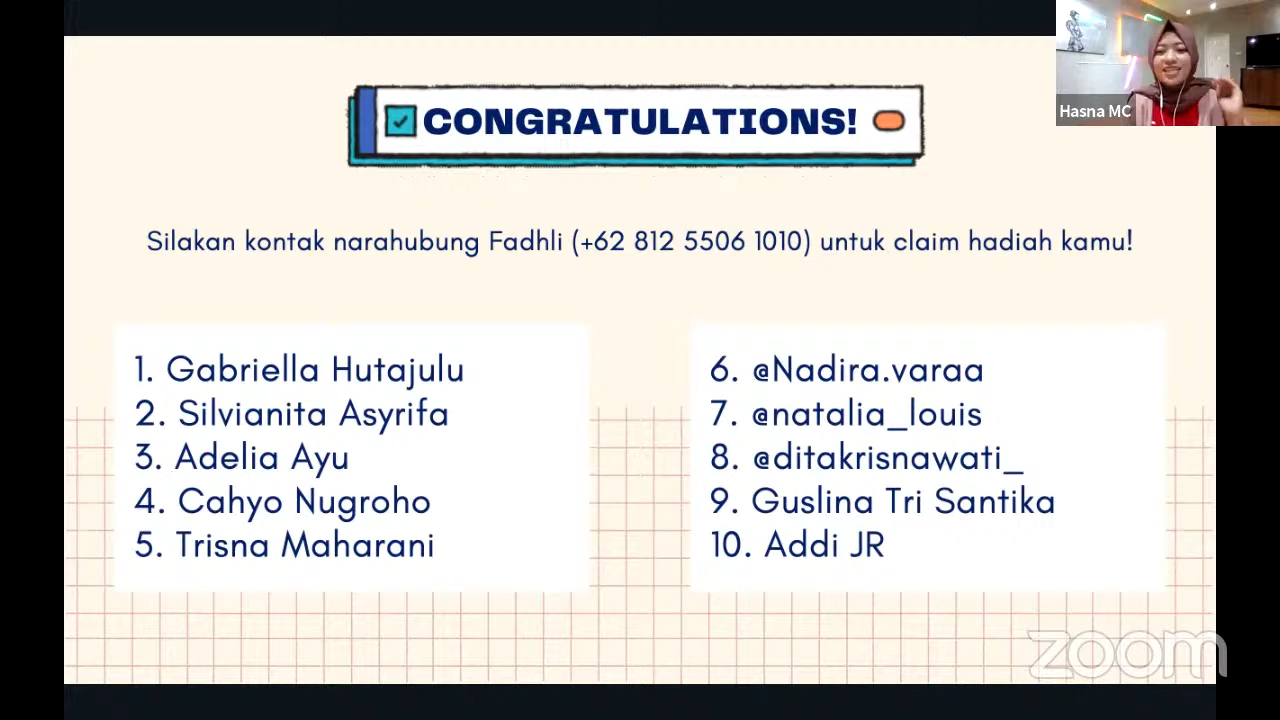 Hasna MC
CONGRATULATIONS!
Silakan kontak narahubung Fadhli (+62 812 5506 1010) untuk claim hadiah kamu!
1. Gabriella Hutajulu
2. Silvianita Asyrifa
3. Adelia Ayu
4. Cahyo Nugroho
5. Trisna Maharani
6. @Nadira.varaa
7. @natalia_louis
8. @ditakrisnawati_
9. Guslina Tri Santika
10. Addi JR
zoom